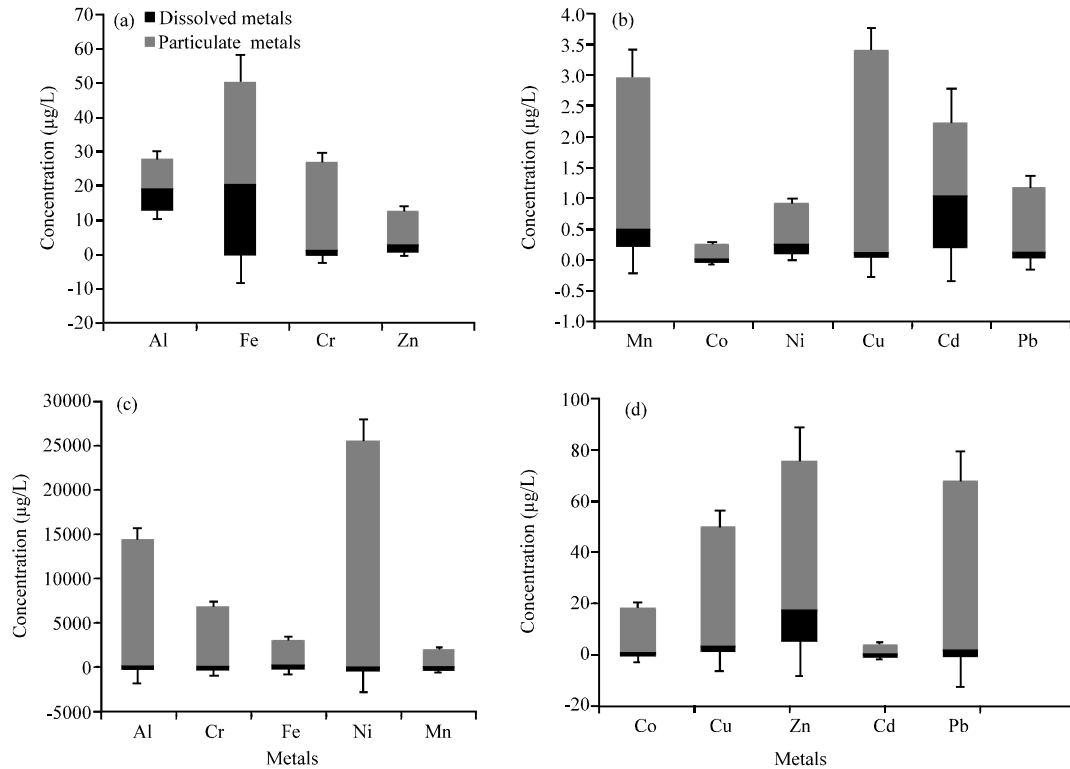 (a)
Dissolved metals
Particulate metals
Concentration (µg/L)
70
60
50
40
30
20
10
0
-10
-20
Al Fe Cr Zn
(b)
Concentration (µg/L)
4.0
3.5
3.0
2.5
2.0
1.5
1.0
0.5
0.0
-0.5
-1.0
Mn Co Ni Cu Cd Pb
(c)
Concentration (µg/L)
30000
25000
20000
15000
10000
5000
0
-5000
Al Cr Fe Ni Mn
Metals
(d)
Concentration (µg/L)
100
80
60
40
20
0
-20
Co Cu Zn Cd Pb
Metals